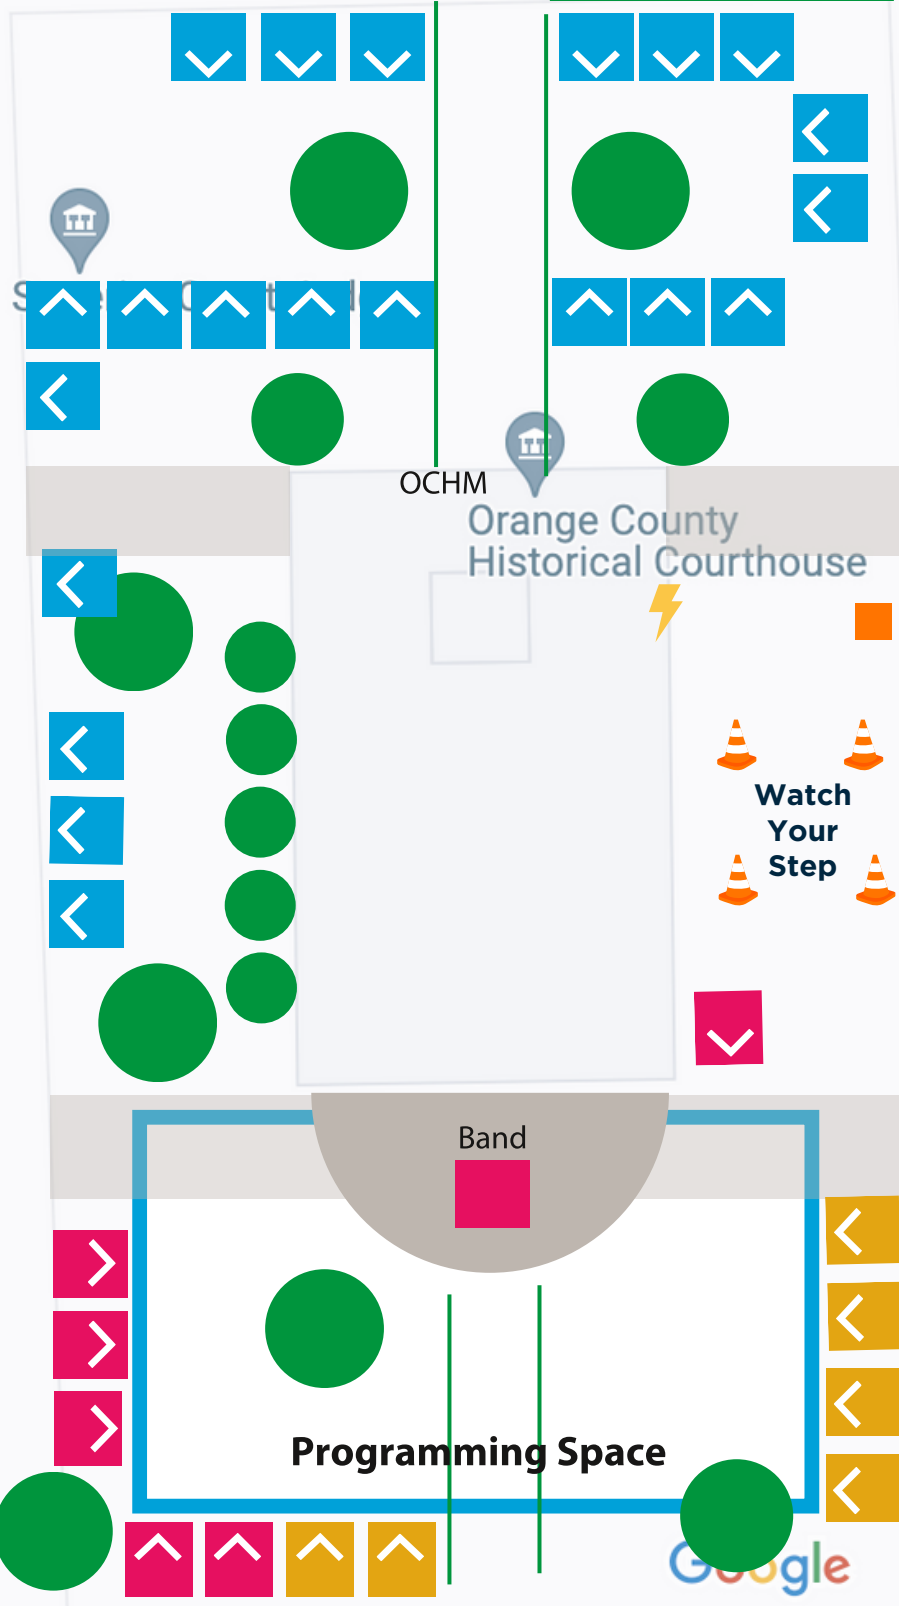 OCHM
Orange County
Historical Courthouse
Watch
Your
Step
Band
Programming Space
Google